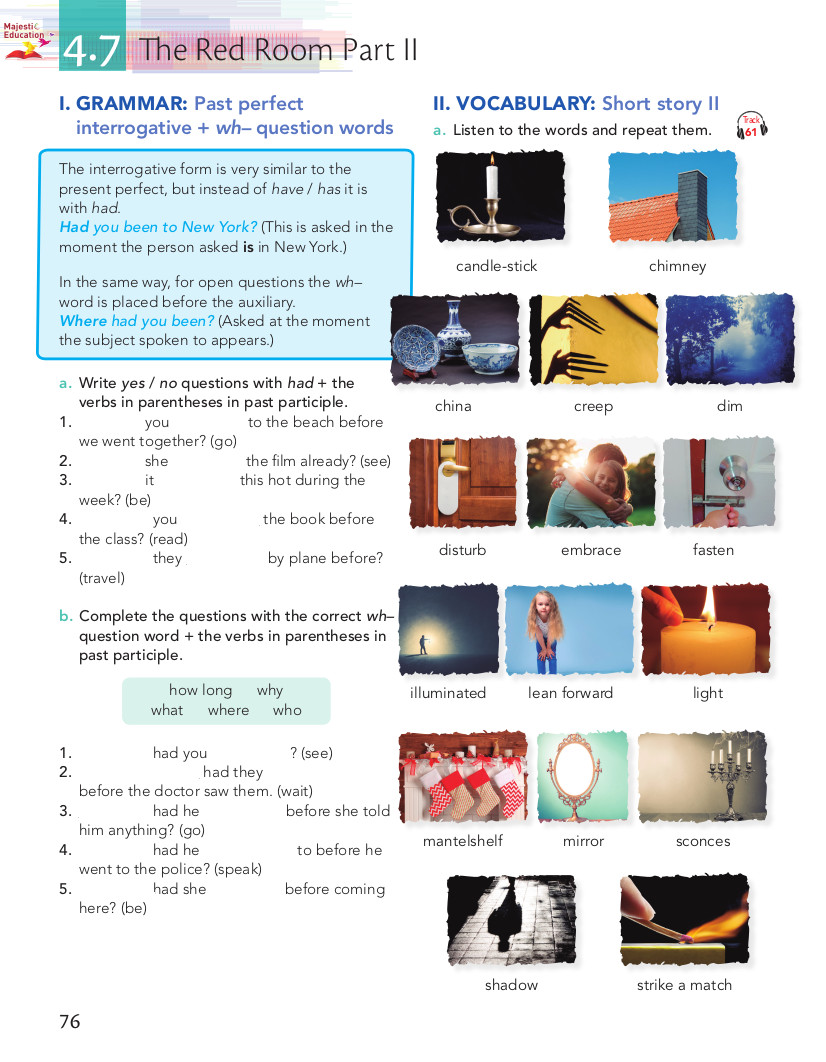 Majestic
Education
4.7 The Red Room Part II
I. GRAMMAR: Past perfect
interrogative + wh– question words
The interrogative form is very similar to the
present perfect, but instead of have / has it is
with had.
Had you been to New York? (This is asked in the
moment the person asked is in New York.)
In the same way, for open questions the wh–
word is placed before the auxiliary.
Where had you been? (Asked at the moment
the subject spoken to appears.)
a. Write yes / no questions with had + the
verbs in parentheses in past participle.
1. you to the beach before
we went together? (go)
2. she the film already? (see)
3. it this hot during the
week? (be)
4. you the book before
the class? (read)
5. they by plane before?
(travel)
b. Complete the questions with the correct wh–
question word + the verbs in parentheses in
past participle.
how long why
what where who
1. had you ? (see)
2. had they
before the doctor saw them. (wait)
3. had he before she told
him anything? (go)
4. had he to before he
went to the police? (speak)
5. had she before coming
here? (be)
II. VOCABULARY: Short story II
a. Listen to the words and repeat them.
Track
61
candle-stick chimney
china creep dim
disturb embrace fasten
illuminated lean forward light
mantelshelf mirror sconces
shadow strike a match
76